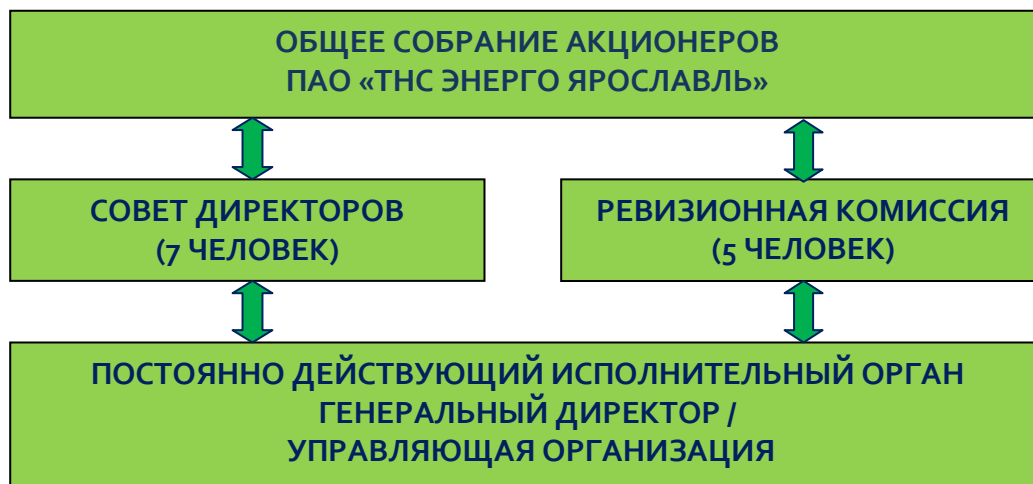 ОБЩЕЕ СОБРАНИЕ АКЦИОНЕРОВ
ПАО «ТНС ЭНЕРГО ЯРОСЛАВЛЬ»
СОВЕТ ДИРЕКТОРОВ
(7 ЧЕЛОВЕК)
РЕВИЗИОННАЯ КОМИССИЯ
(5 ЧЕЛОВЕК)
ПОСТОЯННО ДЕЙСТВУЮЩИЙ ИСПОЛНИТЕЛЬНЫЙ ОРГАН
ГЕНЕРАЛЬНЫЙ ДИРЕКТОР /
УПРАВЛЯЮЩАЯ ОРГАНИЗАЦИЯ